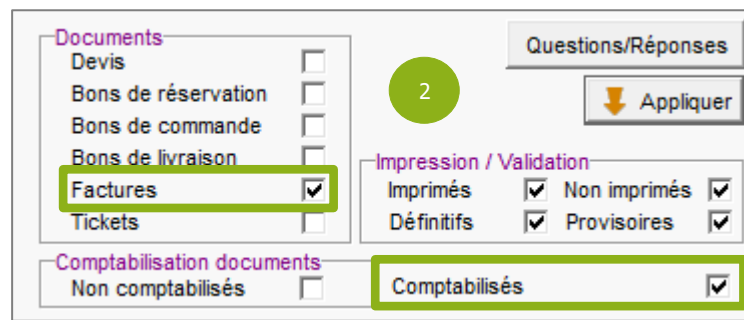 Documents
Devis
Bons de réservation
Bons de commande
Bons de livraison
Factures
Tickets
2
Questions/Réponses
Appliquer
Impression / Validation
Imprimés Non imprimés
Définitifs Provisoires
Comptabilisation documents
Non comptabilisés Comptabilisés